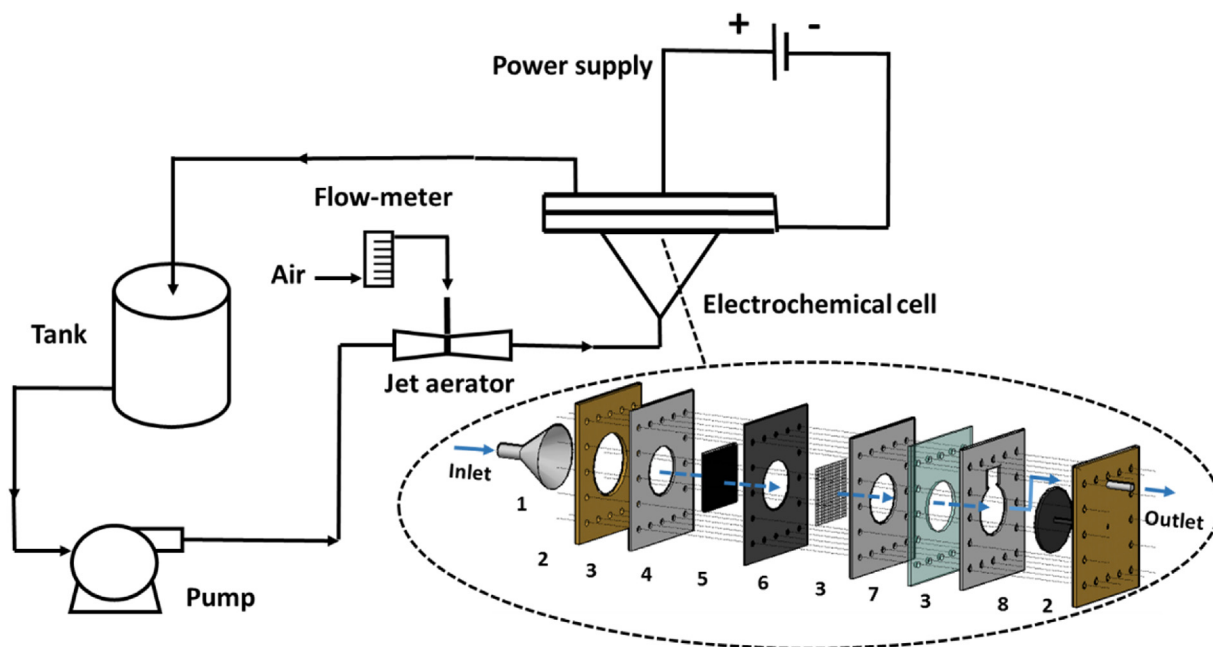 + -
Power supply
Flow-meter
Air
Tank
Jet aerator
Electrochemical cell
Pump
Inlet
Outlet
1
2 3 4 5 6 3 7 3 8 2